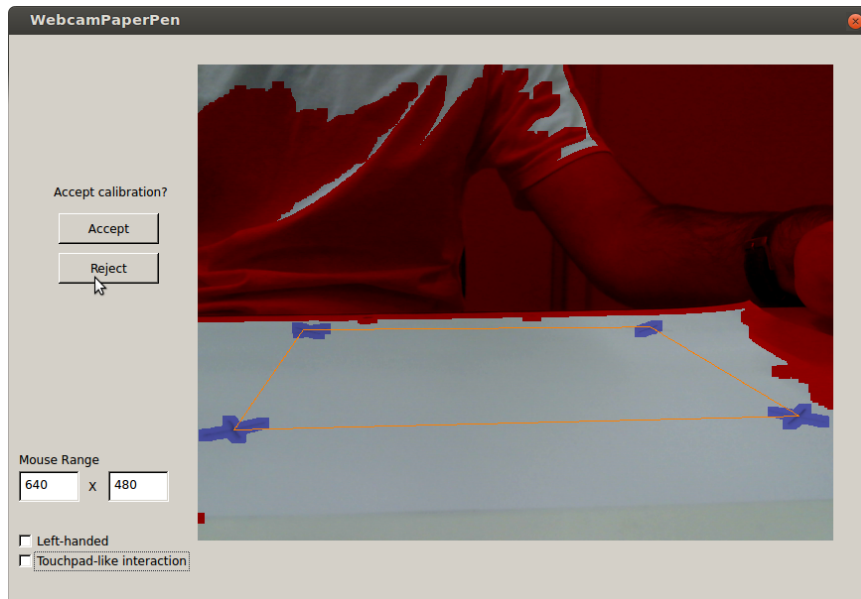 WebcamPaperPen
Accept calibration?
Accept
Reject
Mouse Range
640 X 480
Left-handed
Touchpad-like interaction